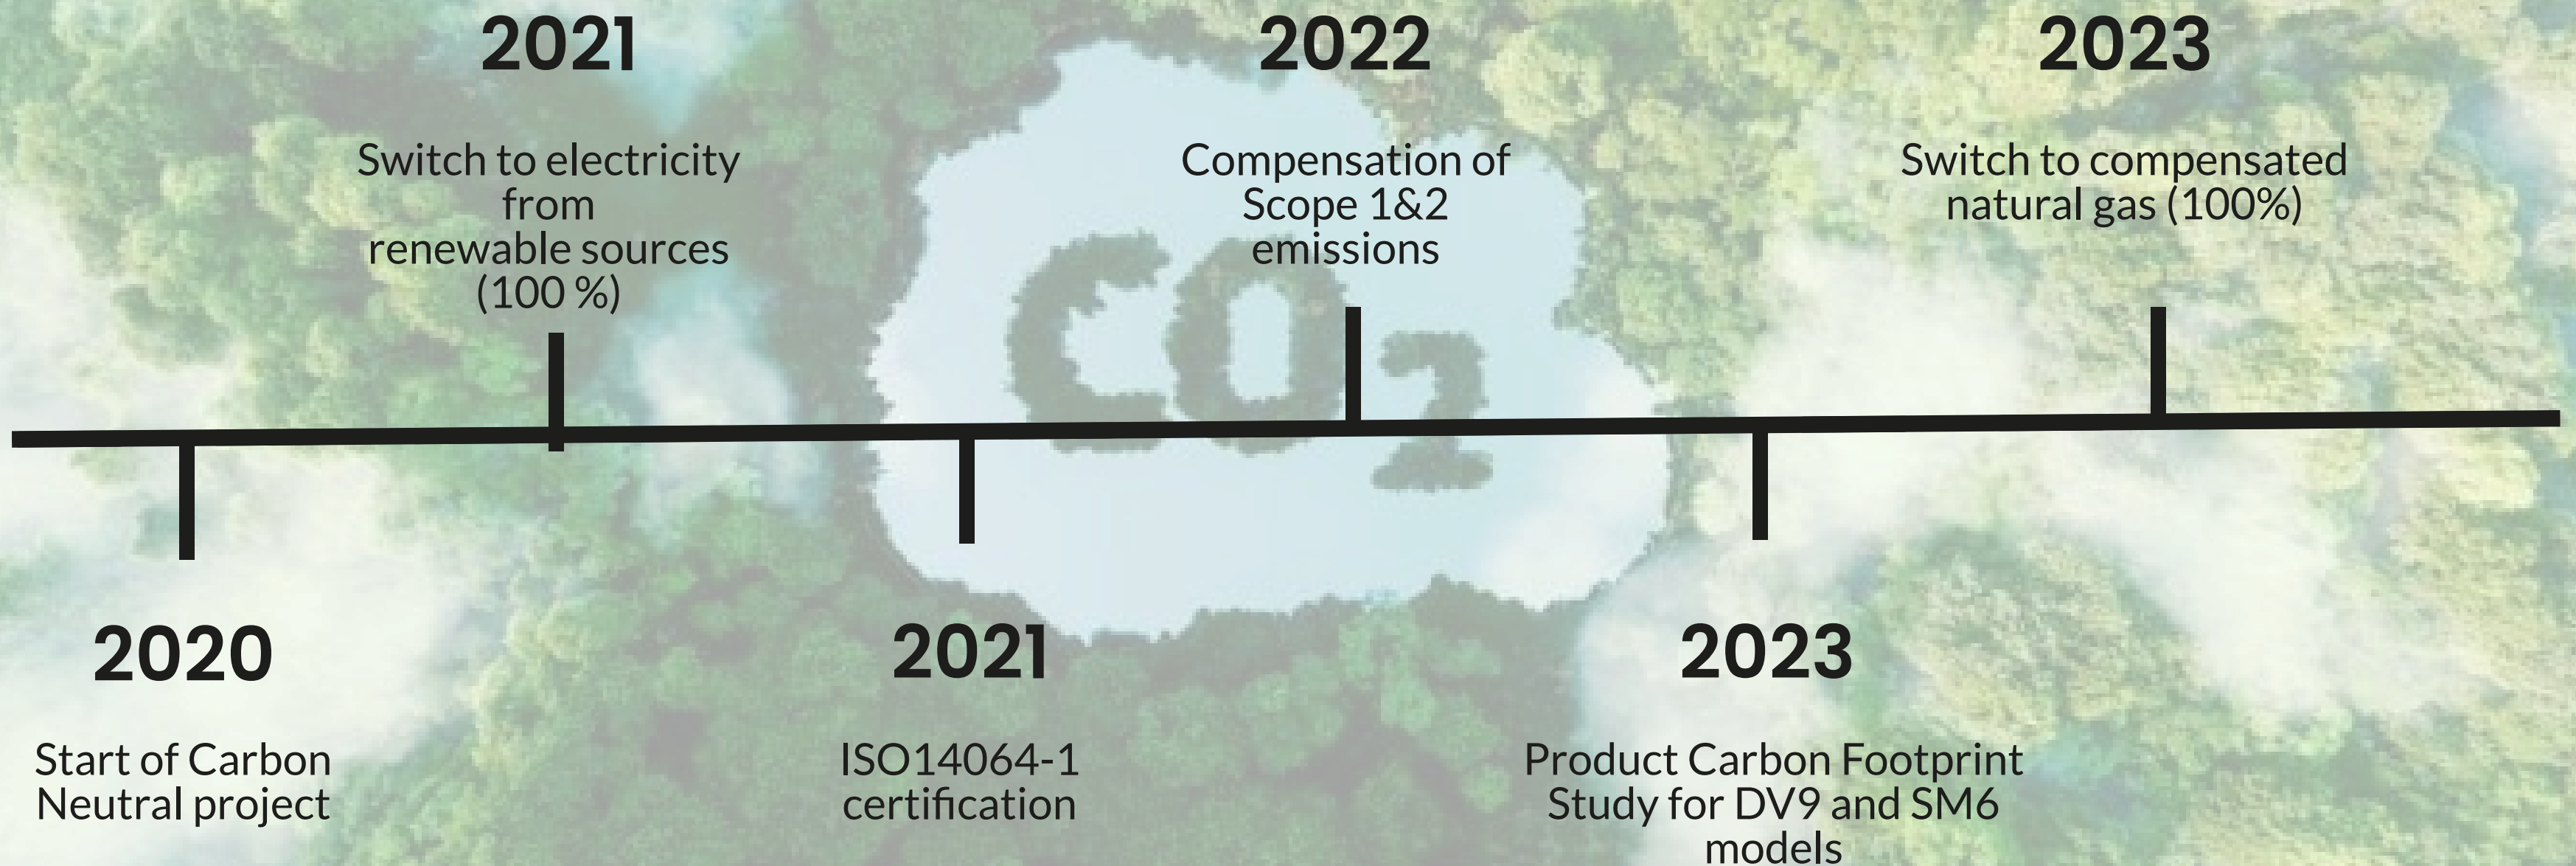 2020
Start of Carbon
Neutral project
2021
Switch to electricity
from
renewable sources
(100 %)
2021
ISO14064-1
certification
2022
Compensation of
Scope 1&2
emissions
2023
Product Carbon Footprint
Study for DV9 and SM6
models
2023
Switch to compensated
natural gas (100%)
CO₂